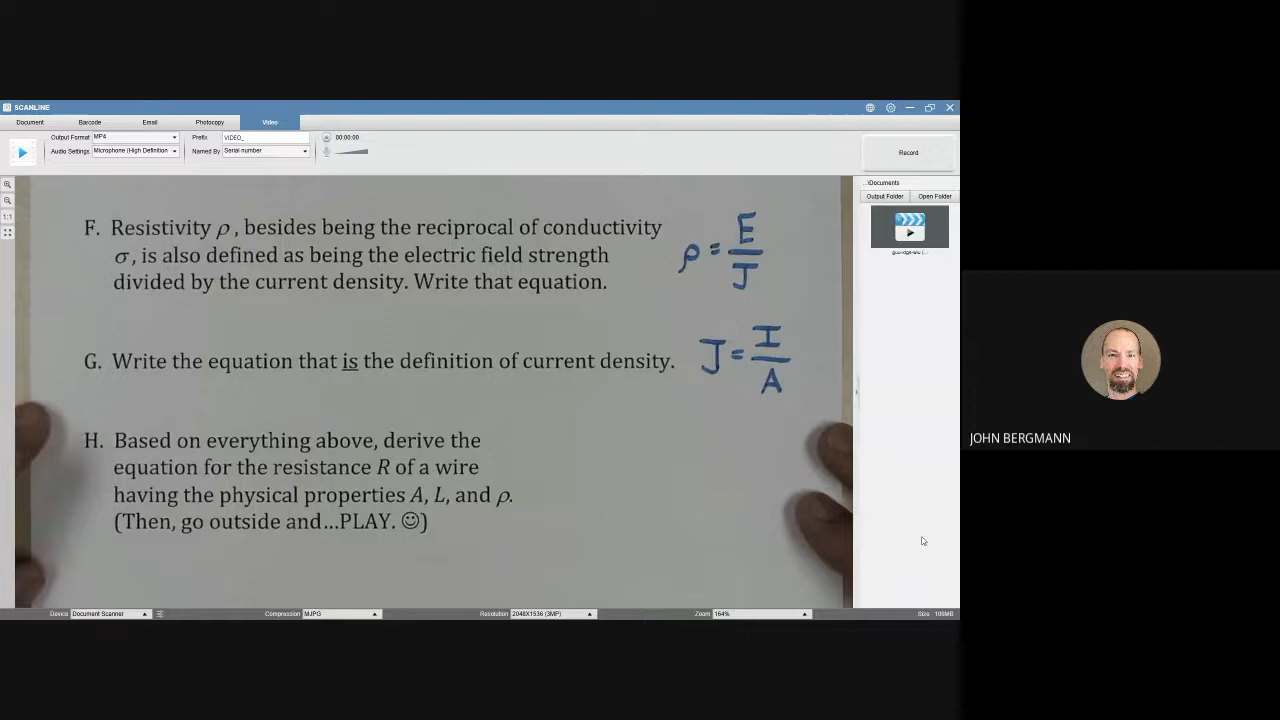 SCANLINE
Document Barcode Email Photocopy Video
Output Format MP4 Prefix VIDEO_ 00:00:00
Audio Settings Microphone (High Definition Named By Serial number
Record
...\Documents
Output Folder Open Folder
1:1
F. Resistivity ρ, besides being the reciprocal of conductivity
σ, is also defined as being the electric field strength
divided by the current density. Write that equation.
ρ = E/J
G. Write the equation that is the definition of current density.
J = I/A
H. Based on everything above, derive the
equation for the resistance R of a wire
having the physical properties A, L, and ρ.
(Then, go outside and...PLAY. ☺)
JOHN BERGMANN
Device Document Scanner Compression MJPG Resolution 2048X1536 (3MP) Zoom 164% Size : 106MB